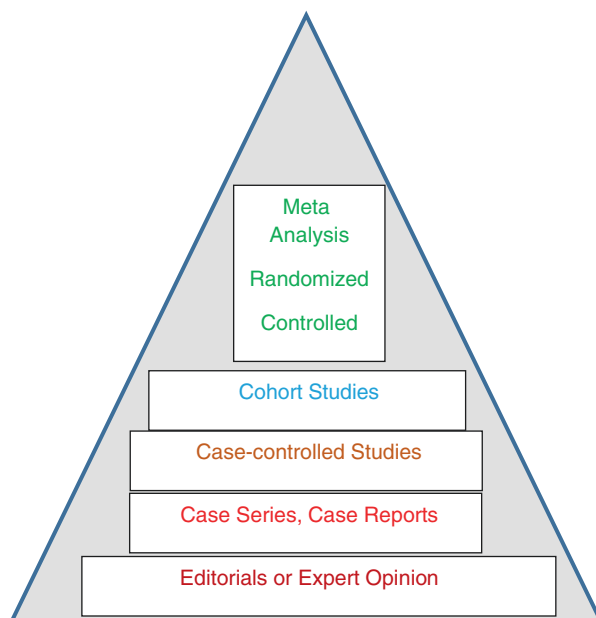 Meta
Analysis
Randomized
Controlled
Cohort Studies
Case-controlled Studies
Case Series, Case Reports
Editorials or Expert Opinion